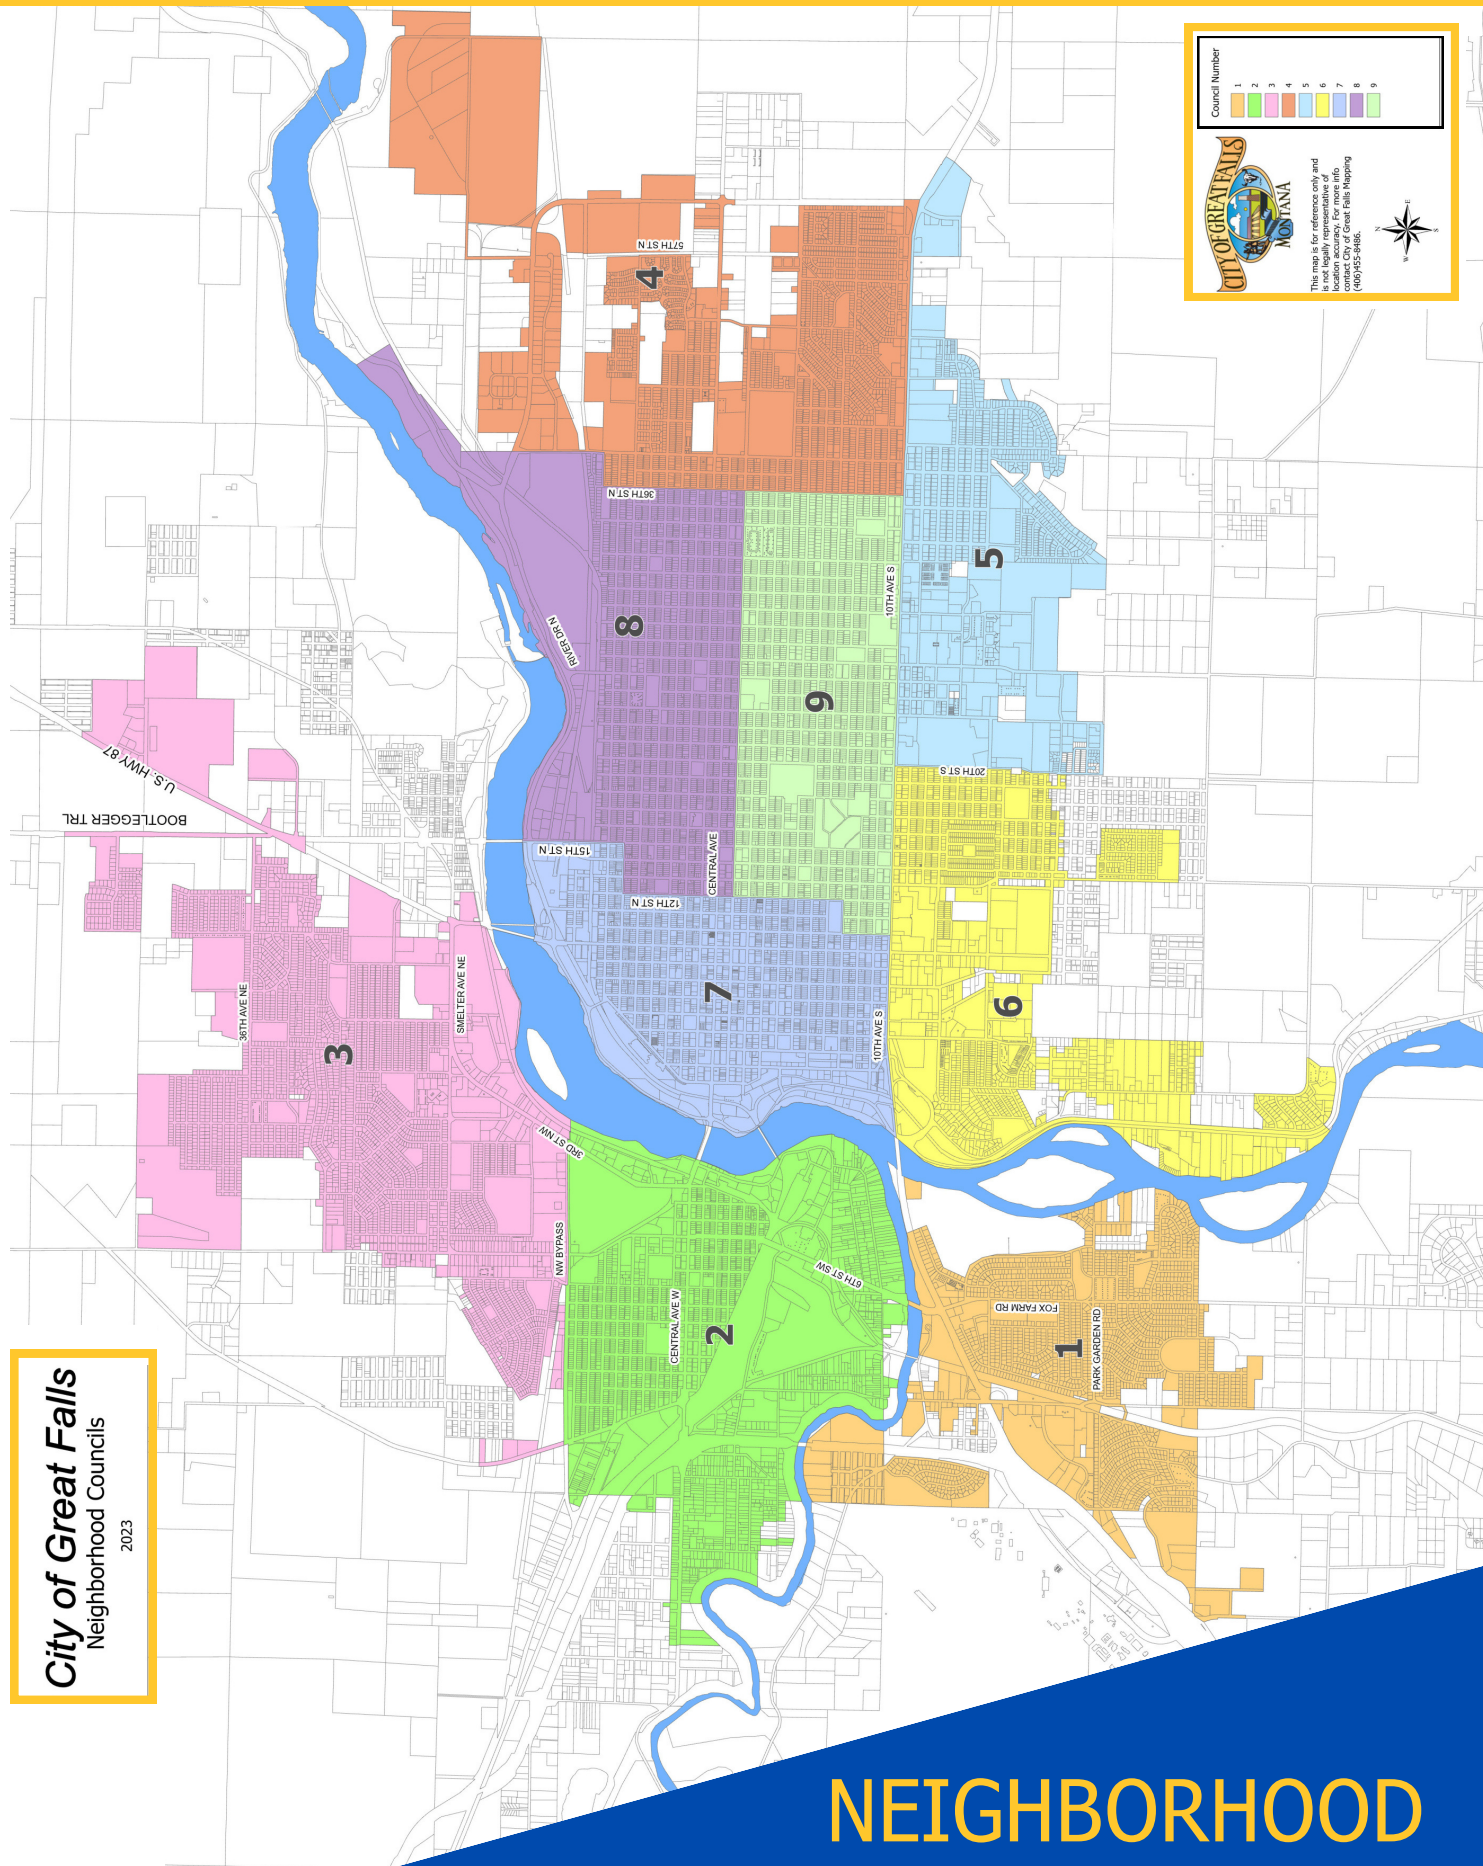 City of Great Falls
Neighborhood Councils
2023
Council Number
1
2
3
4
5
6
7
8
9
CITY OF GREAT FALLS
MONTANA
This map is for reference only and
is not legally representative of
location accuracy. For more info
contact City of Great Falls Mapping
(406)455-8486.
N
E
S
W
U.S. HWY 87
BOOTLEGGER TRL
36TH AVE NE
SMELTER AVE NE
3
3RD ST NW
NW BYPASS
57TH ST N
4
36TH ST N
RIVER DR N
8
15TH ST N
12TH ST N
CENTRAL AVE
9
10TH AVE S
5
20TH ST S
7
10TH AVE S
6
CENTRAL AVE W
2
6TH ST SW
FOX FARM RD
1
PARK GARDEN RD
NEIGHBORHOOD